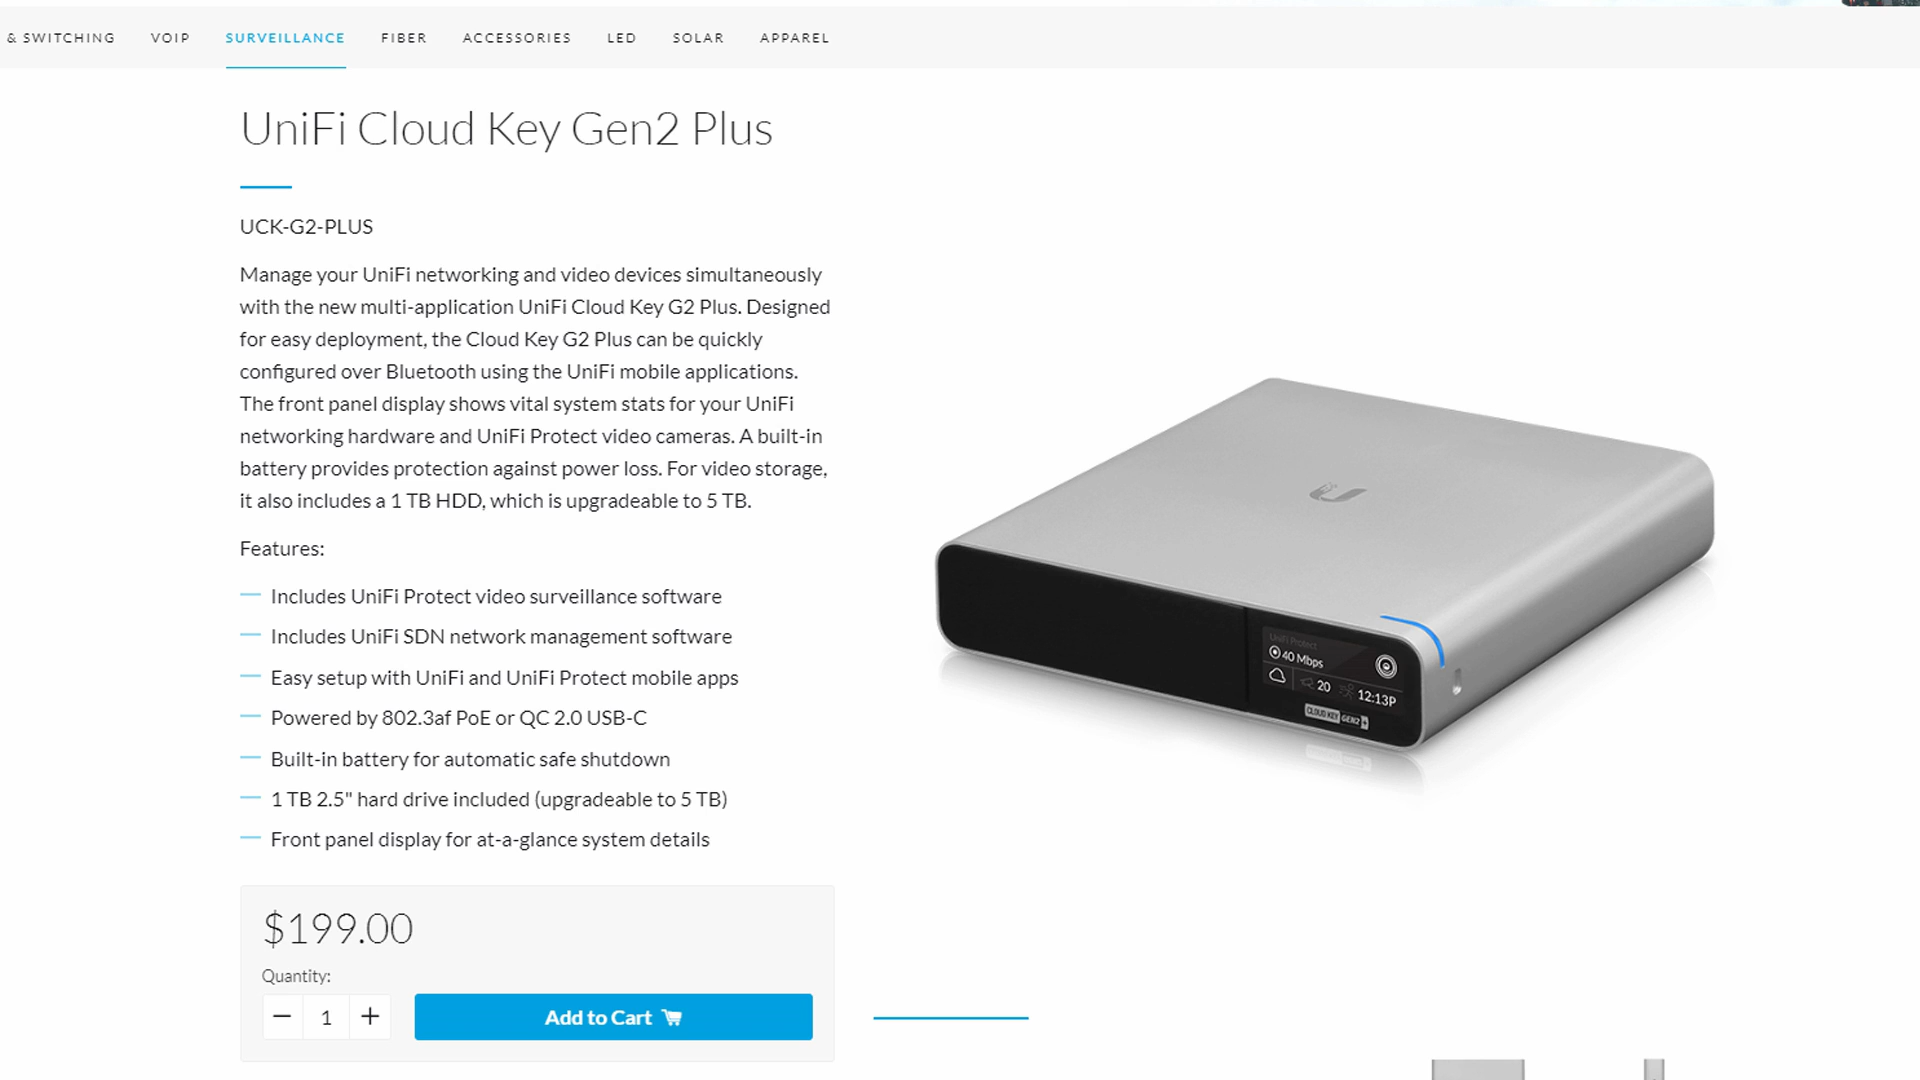 & SWITCHING VOIP SURVEILLANCE FIBER ACCESSORIES LED SOLAR APPAREL
UniFi Cloud Key Gen2 Plus
UCK-G2-PLUS
Manage your UniFi networking and video devices simultaneously
with the new multi-application UniFi Cloud Key G2 Plus. Designed
for easy deployment, the Cloud Key G2 Plus can be quickly
configured over Bluetooth using the UniFi mobile applications.
The front panel display shows vital system stats for your UniFi
networking hardware and UniFi Protect video cameras. A built-in
battery provides protection against power loss. For video storage,
it also includes a 1 TB HDD, which is upgradeable to 5 TB.
Features:
Includes UniFi Protect video surveillance software
Includes UniFi SDN network management software
Easy setup with UniFi and UniFi Protect mobile apps
Powered by 802.3af PoE or QC 2.0 USB-C
Built-in battery for automatic safe shutdown
1 TB 2.5" hard drive included (upgradeable to 5 TB)
Front panel display for at-a-glance system details
$199.00
Quantity:
− 1 +
Add to Cart
U
UniFi Protect
40 Mbps
20 12:13P
CLOUD KEY GEN2 +